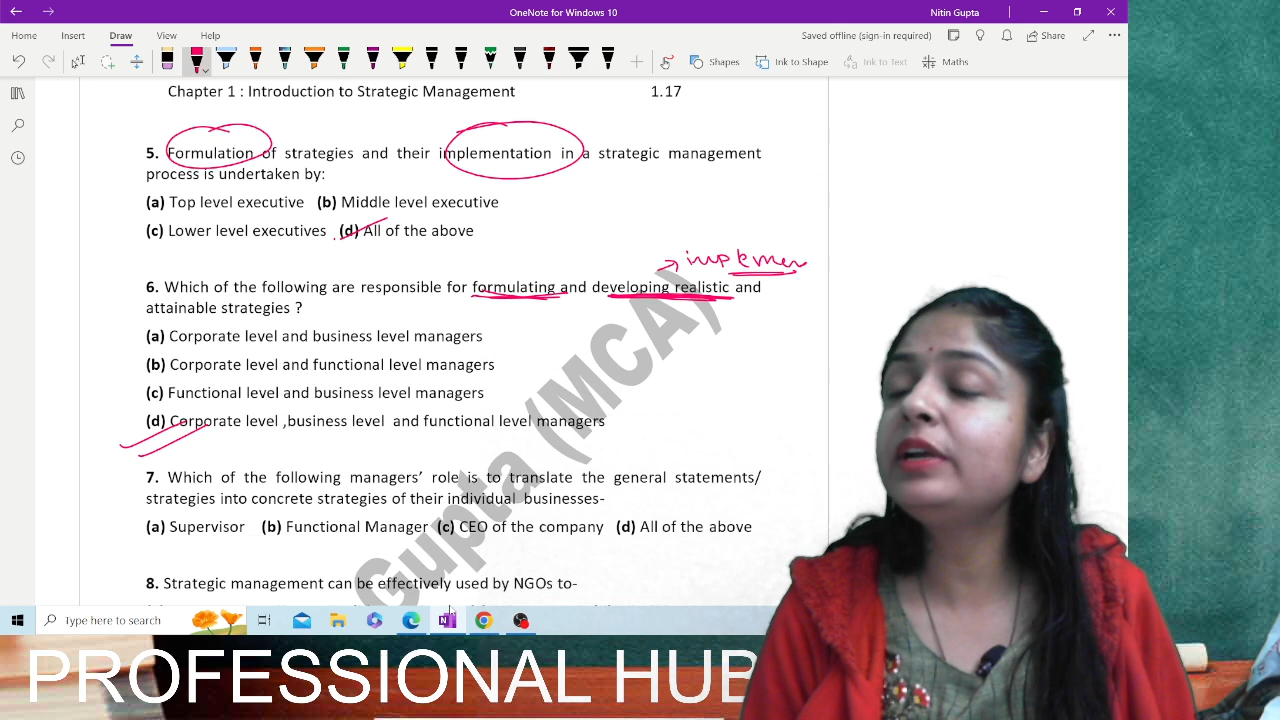 OneNote for Windows 10
Nitin Gupta
Home Insert Draw View Help
Saved offline (sign-in required)
Share
Shapes
Ink to Shape
Ink to Text
Maths
Chapter 1 : Introduction to Strategic Management 1.17
5. Formulation of strategies and their implementation in a strategic management
process is undertaken by:
(a) Top level executive (b) Middle level executive
(c) Lower level executives (d) All of the above
implemen
6. Which of the following are responsible for formulating and developing realistic and
attainable strategies ?
(a) Corporate level and business level managers
(b) Corporate level and functional level managers
(c) Functional level and business level managers
(d) Corporate level ,business level and functional level managers
7. Which of the following managers’ role is to translate the general statements/
strategies into concrete strategies of their individual businesses-
(a) Supervisor (b) Functional Manager (c) CEO of the company (d) All of the above
8. Strategic management can be effectively used by NGOs to-
Gupta (MCA)
Type here to search
PROFESSIONAL HUB